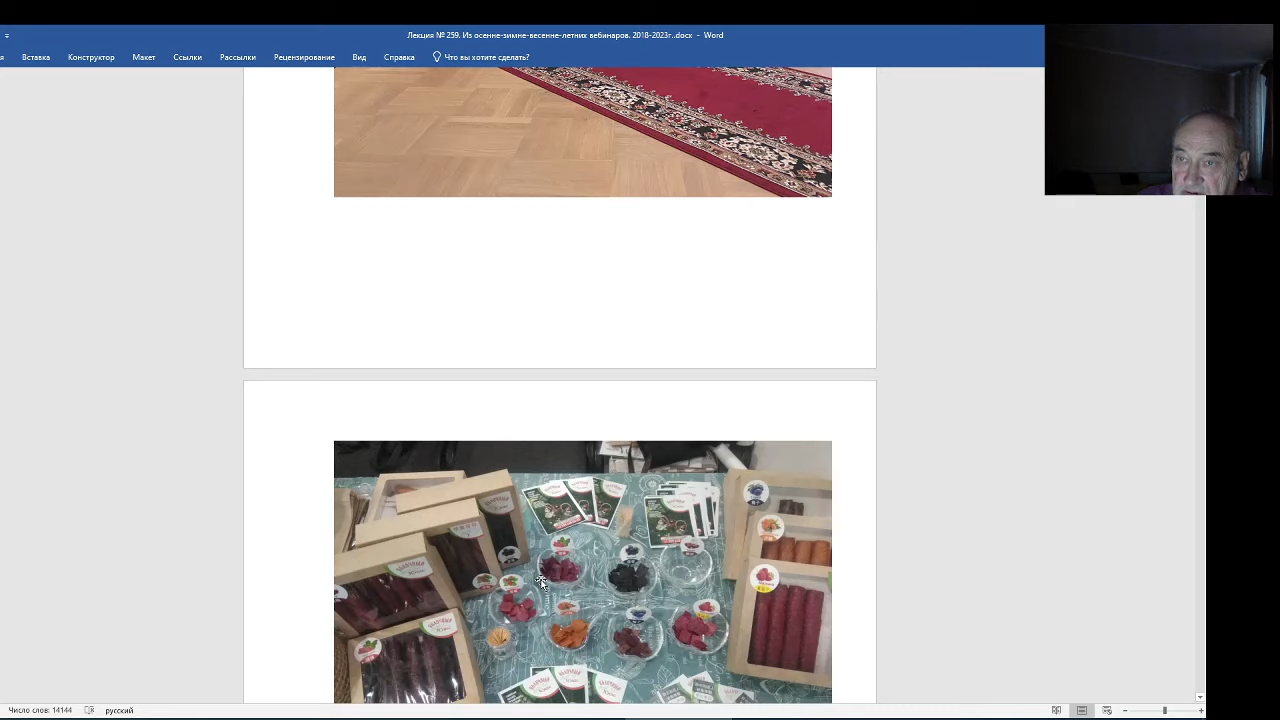 Лекция № 259. Из осенне-зимне-весенне-летних вебинаров. 2018-2023г..docx - Word
я Вставка Конструктор Макет Ссылки Рассылки Рецензирование Вид Справка Что вы хотите сделать?
Число слов: 14144 русский